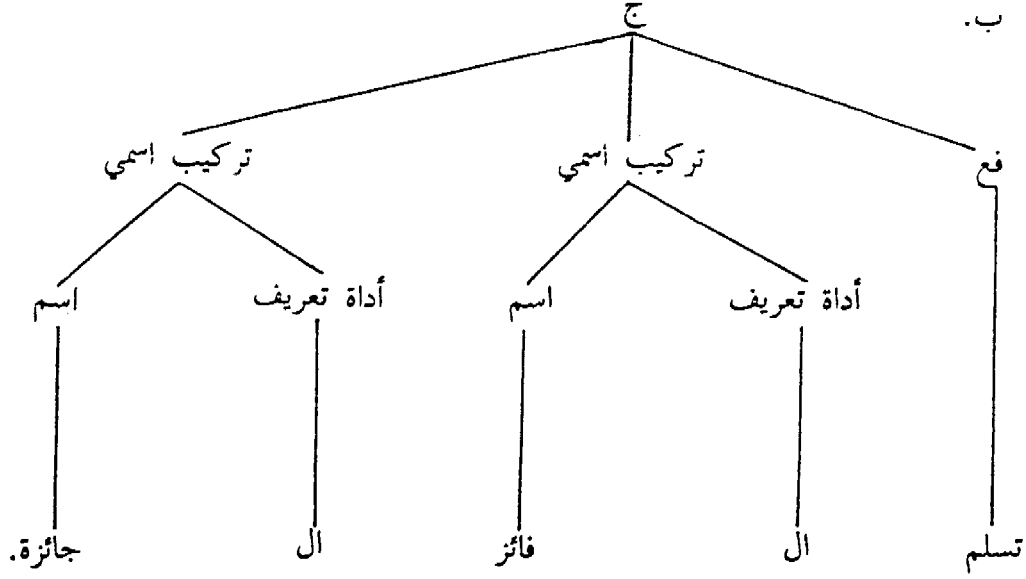 ب.
ج
فع تركيب اسمي تركيب اسمي
أداة تعريف اسم أداة تعريف اسم
تسلم ال فائز ال جائزة.